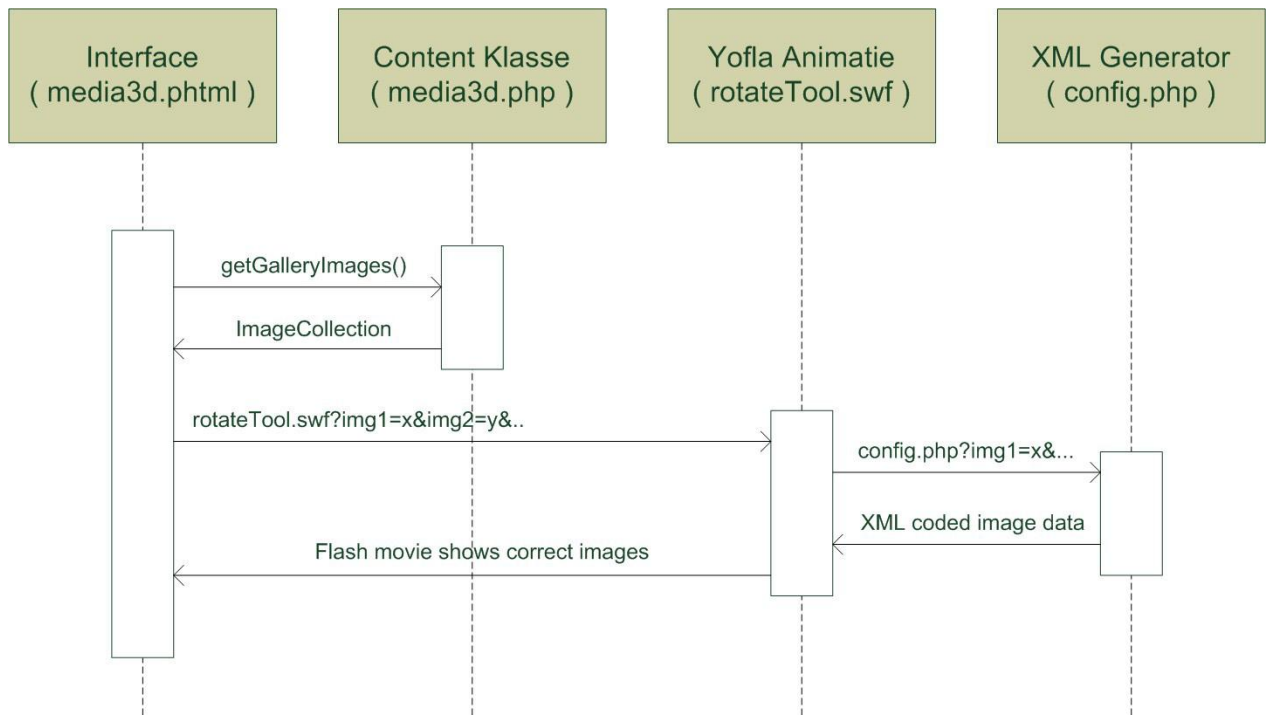 Interface
( media3d.phtml )
Content Klasse
( media3d.php )
Yofla Animatie
( rotateTool.swf )
XML Generator
( config.php )
getGalleryImages()
ImageCollection
rotateTool.swf?img1=x&img2=y&..
config.php?img1=x&...
XML coded image data
Flash movie shows correct images